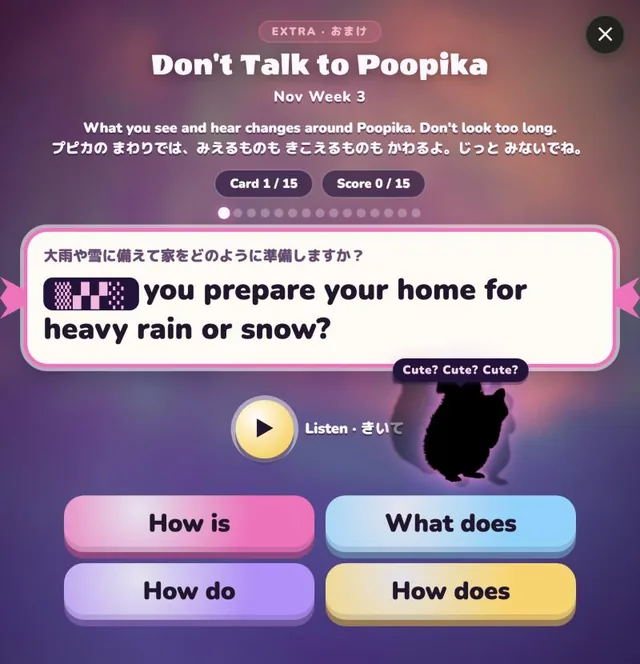 EXTRA · おまけ
Don't Talk to Poopika
Nov Week 3
What you see and hear changes around Poopika. Don't look too long.
プピカの まわりでは、みえるものも きこえるものも かわるよ。じっと みないでね。
Card 1 / 15
Score 0 / 15
大雨や雪に備えて家をどのように準備しますか？
you prepare your home for
heavy rain or snow?
Cute? Cute? Cute?
Listen · きいて
How is
What does
How do
How does